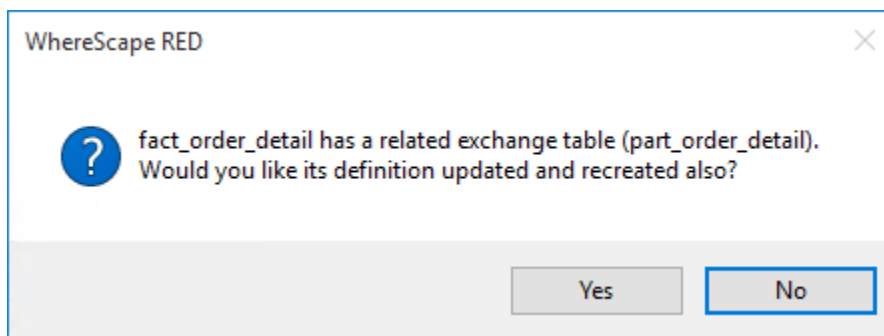 WhereScape RED
fact_order_detail has a related exchange table (part_order_detail).
Would you like its definition updated and recreated also?
Yes
No